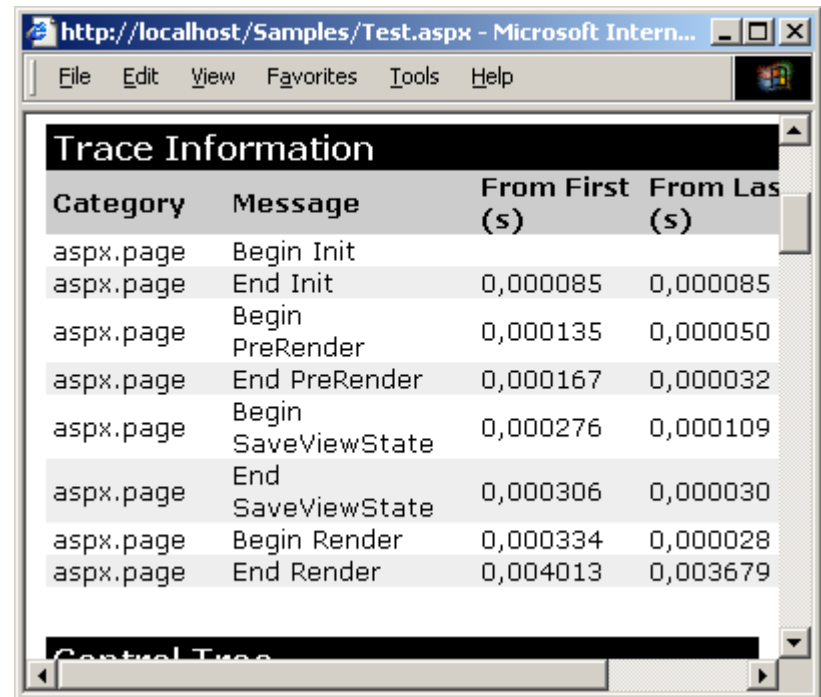 http://localhost/Samples/Test.aspx - Microsoft Intern...
File Edit View Favorites Tools Help
Trace Information
Category Message From First (s) From Las (s)
aspx.page Begin Init
aspx.page End Init 0,000085 0,000085
aspx.page Begin PreRender 0,000135 0,000050
aspx.page End PreRender 0,000167 0,000032
aspx.page Begin SaveViewState 0,000276 0,000109
aspx.page End SaveViewState 0,000306 0,000030
aspx.page Begin Render 0,000334 0,000028
aspx.page End Render 0,004013 0,003679
Control Tree